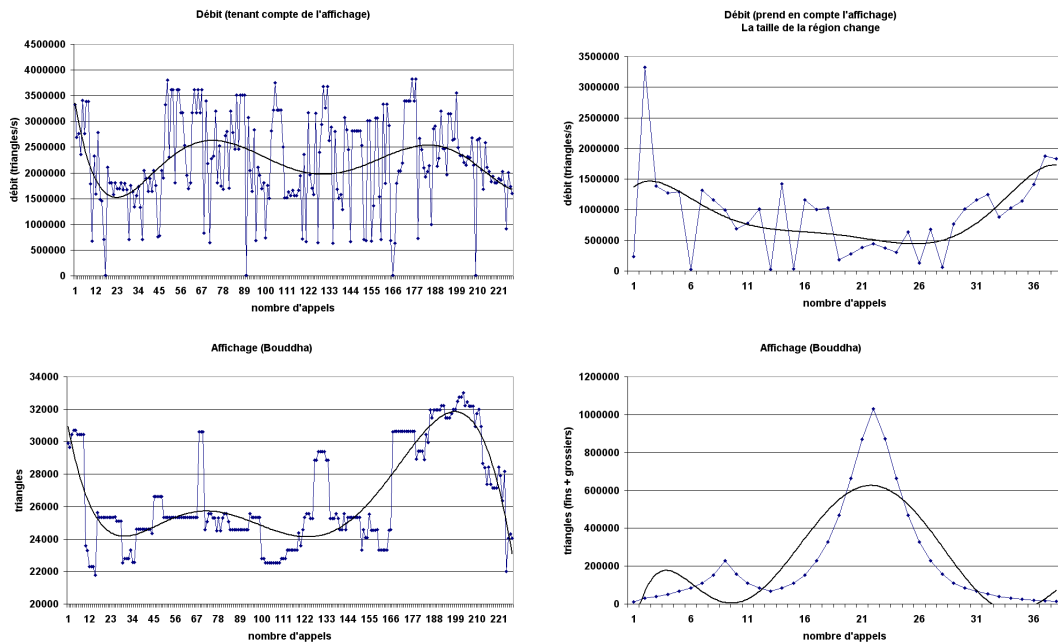 Débit (tenant compte de l'affichage)
débit (triangles/s)
4500000
4000000
3500000
3000000
2500000
2000000
1500000
1000000
500000
0
1 12 23 34 45 56 67 78 89 100 111 122 133 144 155 166 177 188 199 210 221
nombre d'appels
Débit (prend en compte l'affichage)
La taille de la région change
débit (triangles/s)
3500000
3000000
2500000
2000000
1500000
1000000
500000
0
1 6 11 16 21 26 31 36
nombre d'appels
Affichage (Bouddha)
triangles
34000
32000
30000
28000
26000
24000
22000
20000
1 12 23 34 45 56 67 78 89 100 111 122 133 144 155 166 177 188 199 210 221
nombre d'appels
Affichage (Bouddha)
triangles (fins + grossiers)
1200000
1000000
800000
600000
400000
200000
0
1 6 11 16 21 26 31 36
nombre d'appels